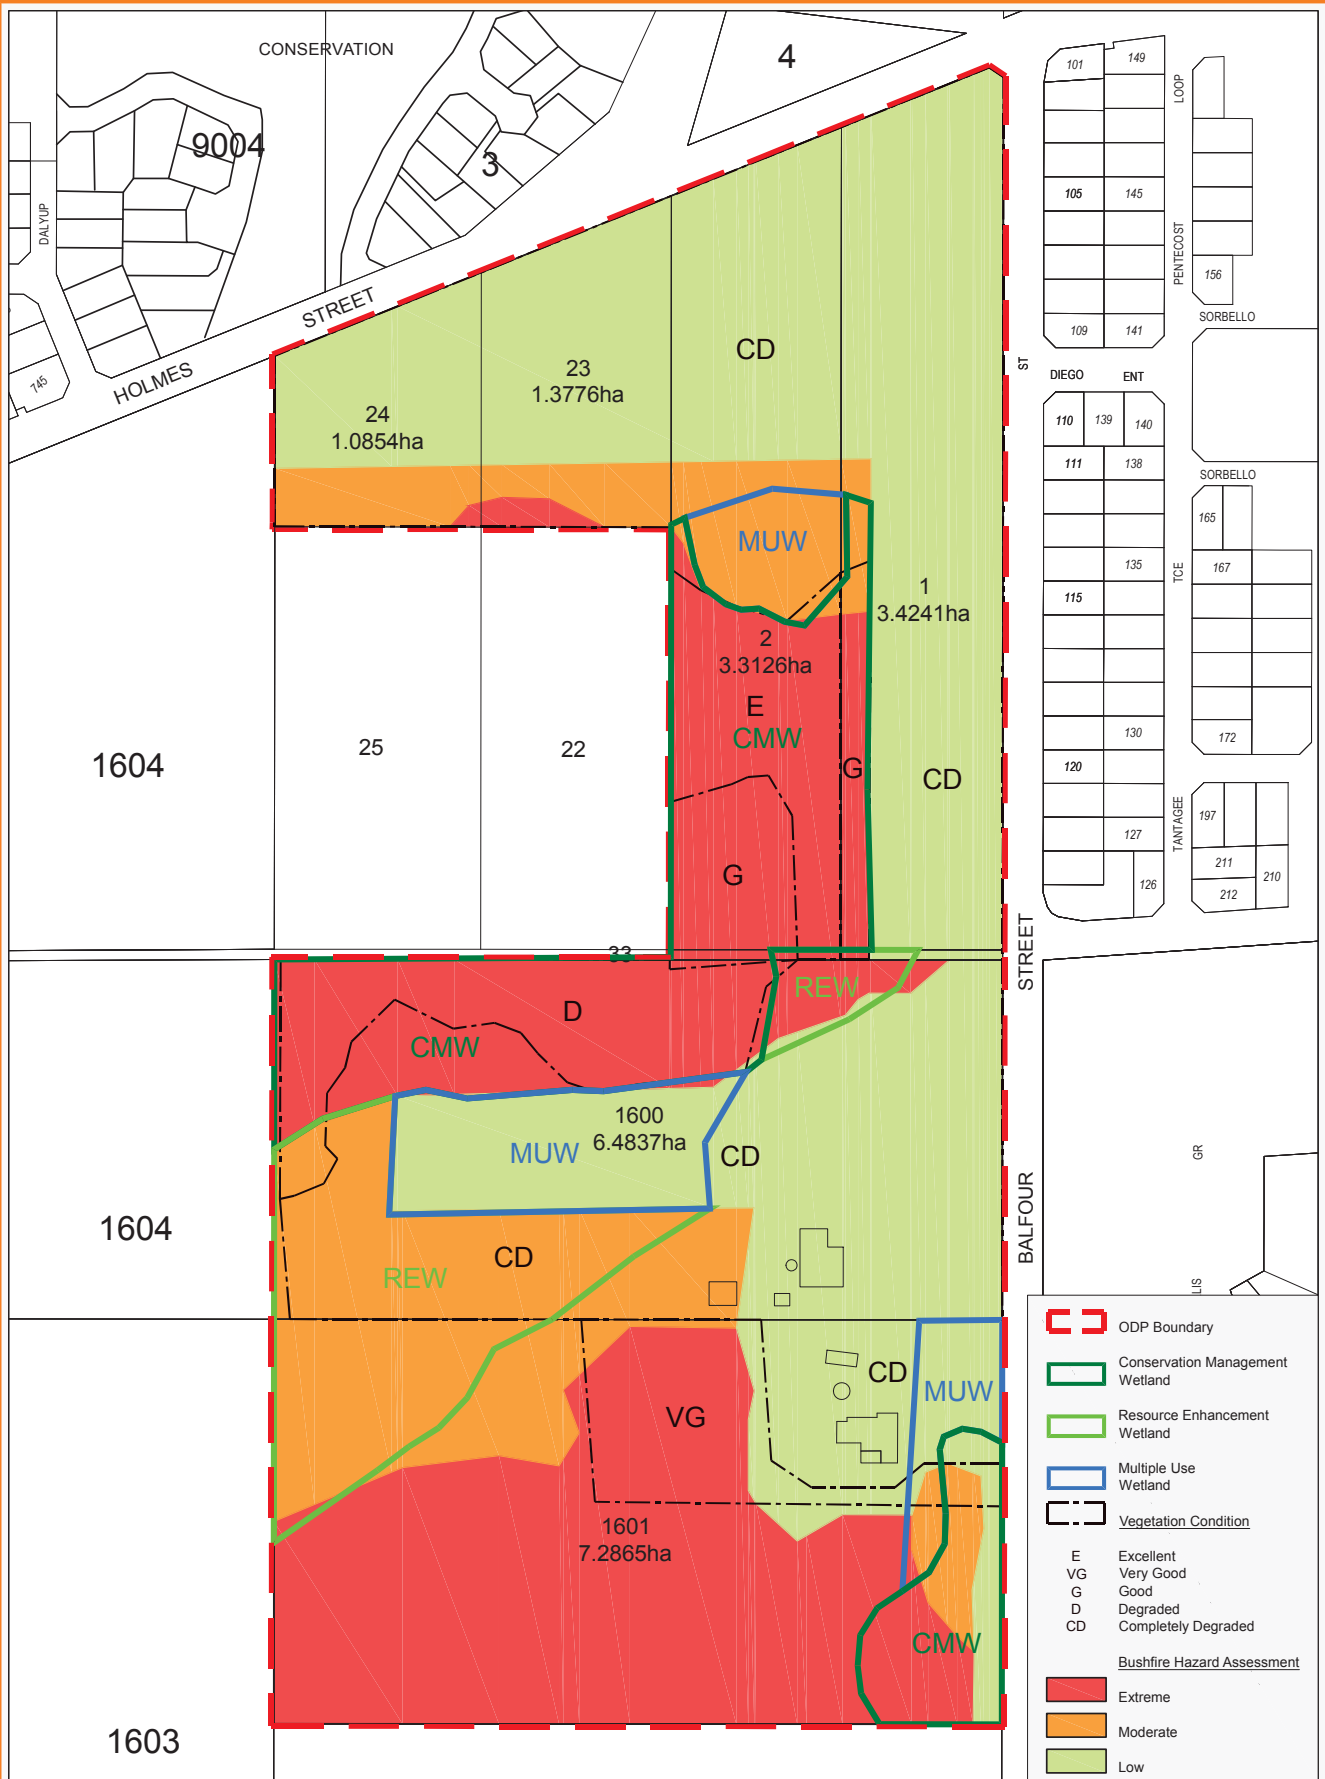 CONSERVATION
4
101
149
LOOP
9004
3
105
145
DALYUP
PENTECOST
156
STREET
SORBELLO
109
141
HOLMES
745
ST
DIEGO
ENT
CD
23
1.3776ha
24
1.0854ha
110
139
140
111
138
SORBELLO
165
MUW
135
TCE
167
1
3.4241ha
115
2
3.3126ha
E
CMW
25
22
1604
G
CD
130
172
120
TANTAGEE
197
127
G
211
210
126
212
STREET
33
REW
D
CMW
1600
6.4837ha
MUW
CD
GR
1604
BALFOUR
CD
REW
LIS
CD
MUW
VG
1601
7.2865ha
CMW
1603
ODP Boundary
Conservation Management
Wetland
Resource Enhancement
Wetland
Multiple Use
Wetland
Vegetation Condition
E Excellent
VG Very Good
G Good
D Degraded
CD Completely Degraded
Bushfire Hazard Assessment
Extreme
Moderate
Low